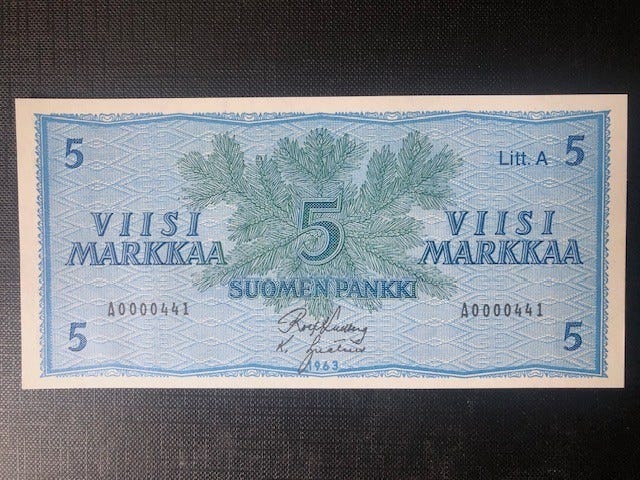 5
Litt. A 5
VIISI
MARKKAA
5
VIISI
MARKKAA
SUOMEN PANKKI
A0000441
A0000441
5
1963
5